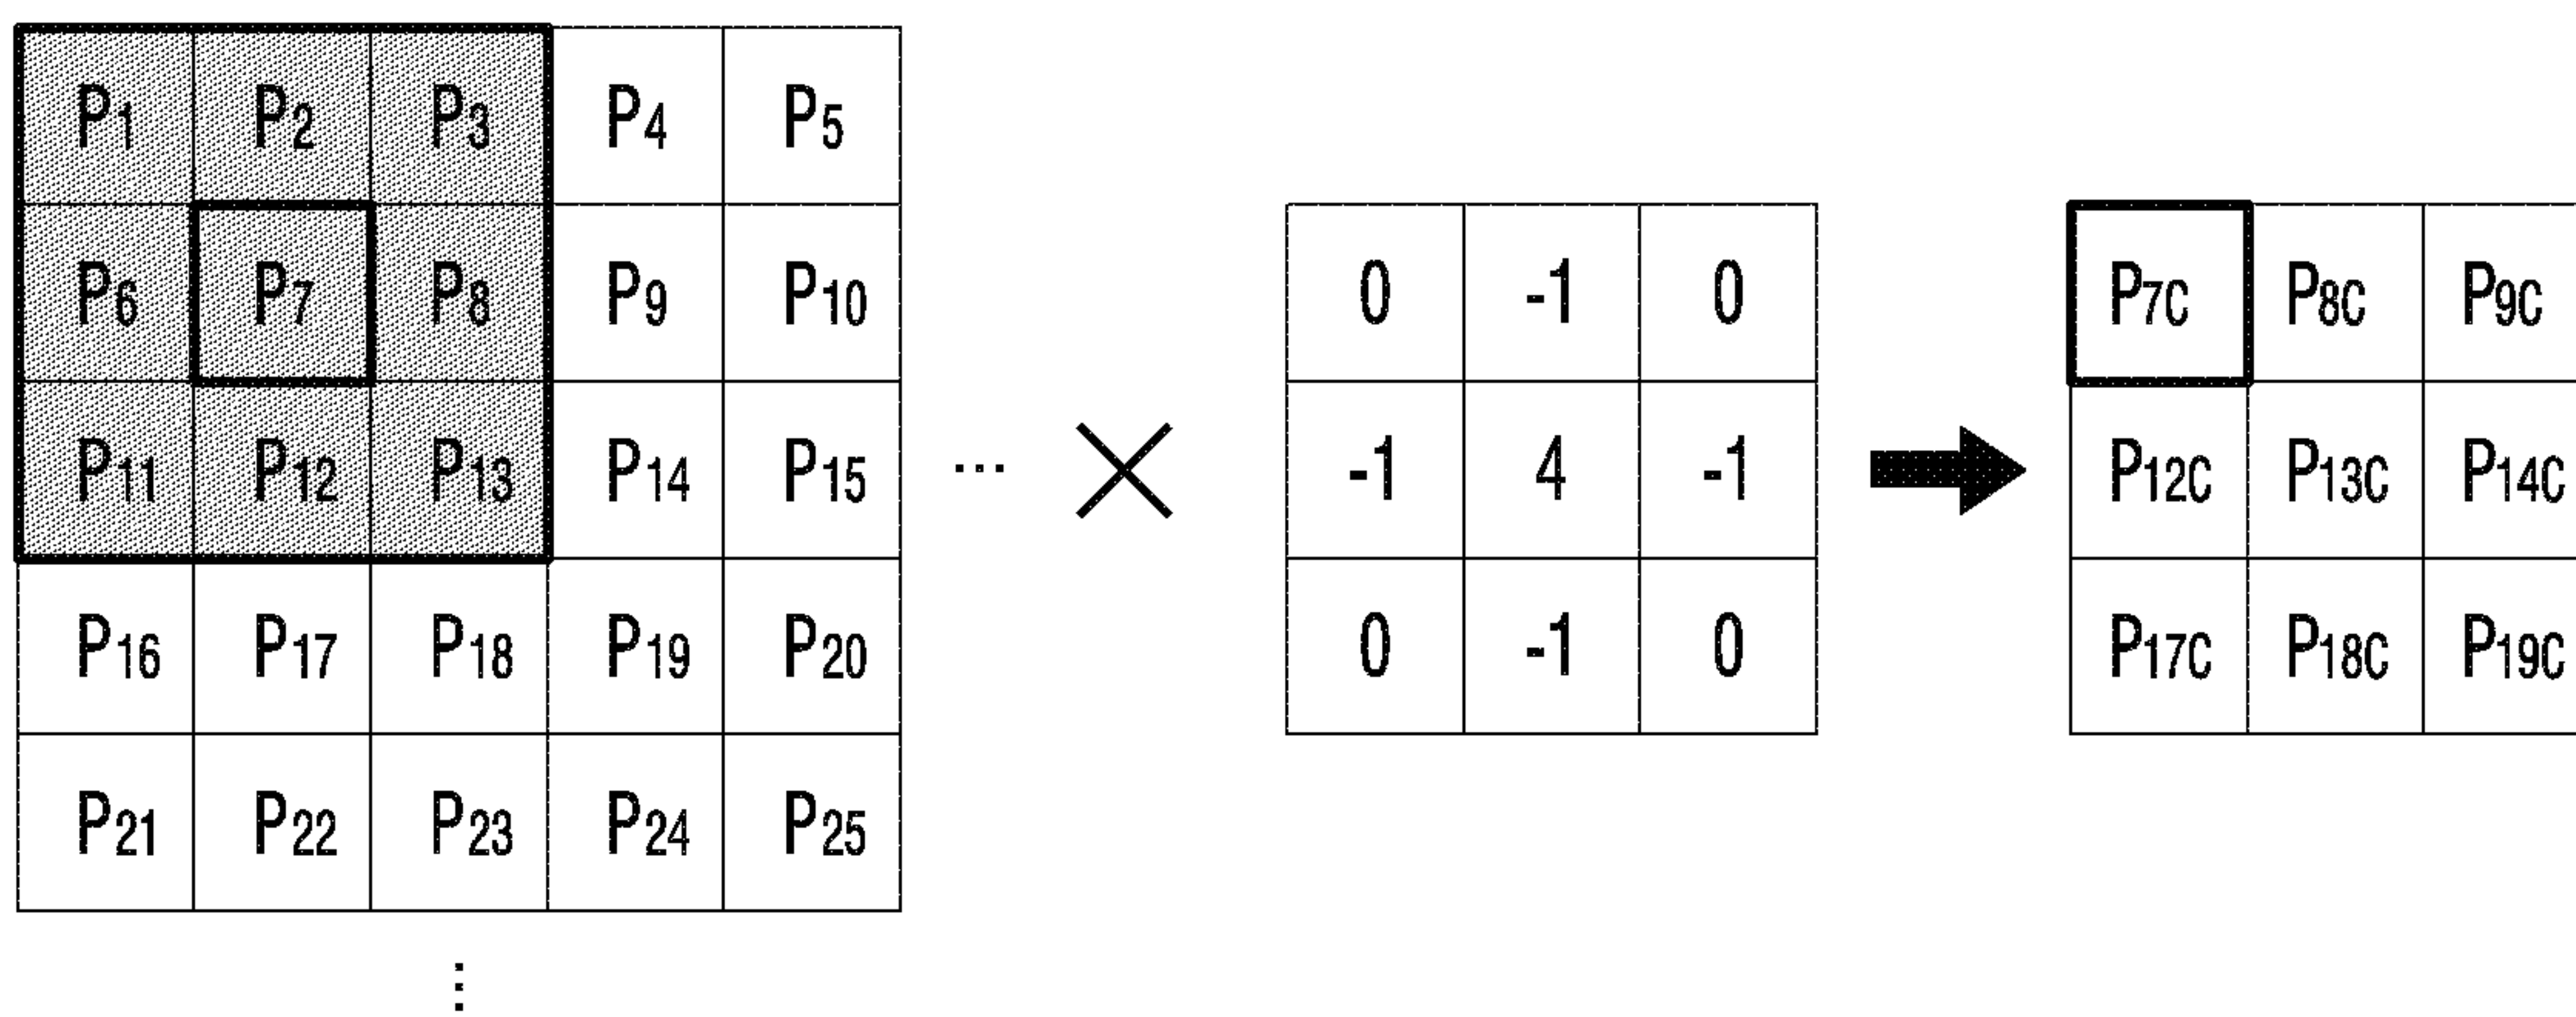 P1 P2 P3 P4 P5
P6 P7 P8 P9 P10
P11 P12 P13 P14 P15
P16 P17 P18 P19 P20
P21 P22 P23 P24 P25
⋮
... ×
0 -1 0
-1 4 -1
0 -1 0
P7C P8C P9C
P12C P13C P14C
P17C P18C P19C